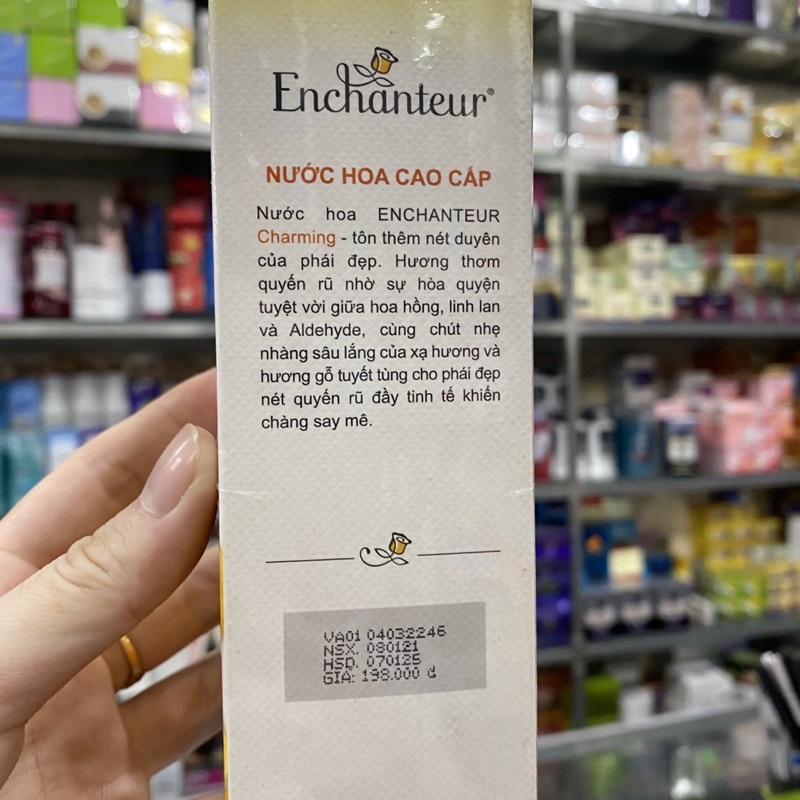 Enchanteur®
NƯỚC HOA CAO CẤP
Nước hoa ENCHANTEUR
Charming - tôn thêm nét duyên
của phái đẹp. Hương thơm
quyến rũ nhờ sự hòa quyện
tuyệt vời giữa hoa hồng, linh lan
và Aldehyde, cùng chút nhẹ
nhàng sâu lắng của xạ hương và
hương gỗ tuyết tùng cho phái đẹp
nét quyến rũ đầy tinh tế khiến
chàng say mê.
VA01 04032246
NSX. 080121
HSD. 070125
GIÁ: 198.000 đ